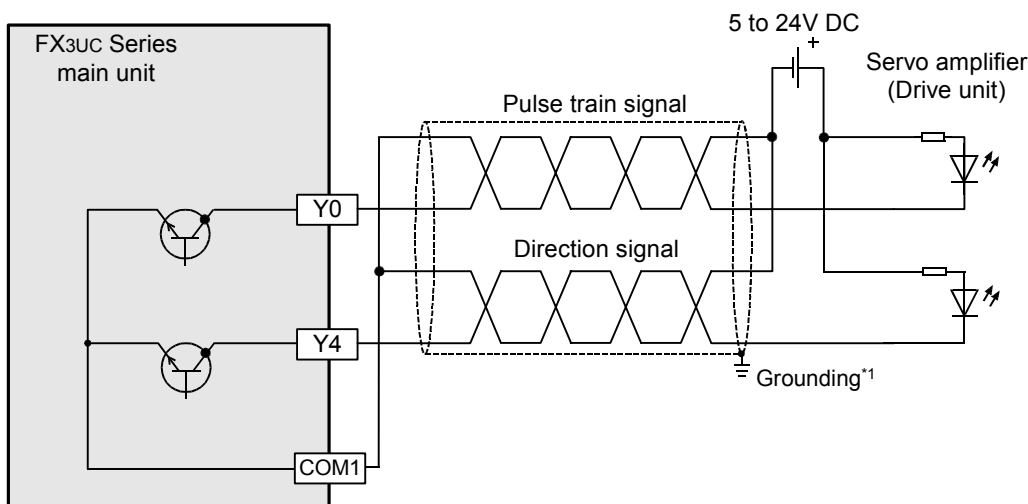 FX3UC Series
main unit
5 to 24V DC
+
Servo amplifier
(Drive unit)
Pulse train signal
Y0
Direction signal
Y4
Grounding*1
COM1